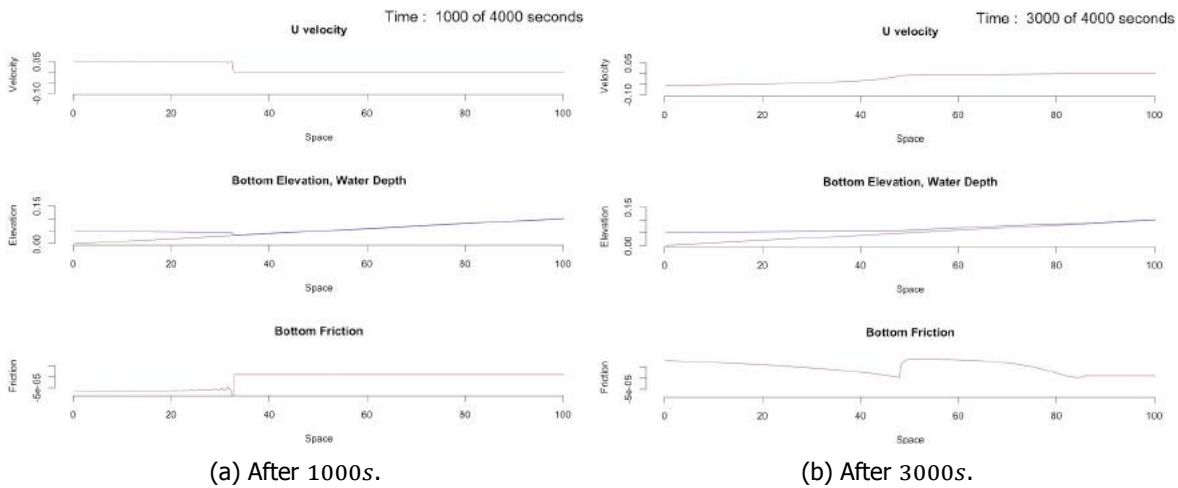 Time : 1000 of 4000 seconds
U velocity
Velocity
0.05
-0.10
0 20 40 60 80 100
Space
Bottom Elevation, Water Depth
Elevation
0.15
0.00
0 20 40 60 80 100
Space
Bottom Friction
Friction
-5e-05
0 20 40 60 80 100
Space
(a) After 1000s.
Time : 3000 of 4000 seconds
U velocity
Velocity
0.05
-0.10
0 20 40 60 80 100
Space
Bottom Elevation, Water Depth
Elevation
0.15
0.00
0 20 40 60 80 100
Space
Bottom Friction
Friction
-5e-05
0 20 40 60 80 100
Space
(b) After 3000s.